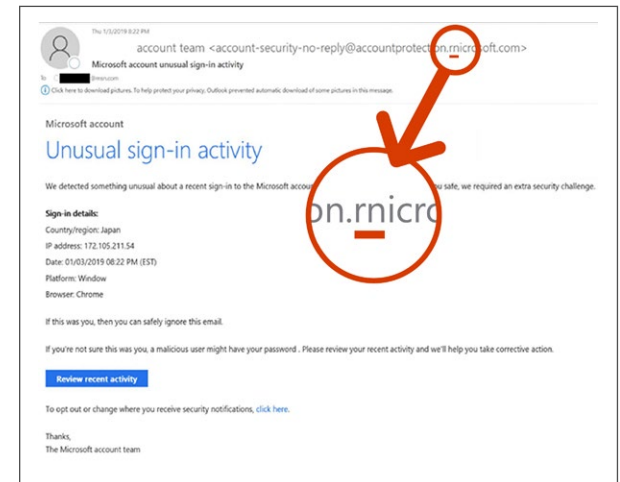 Thu 1/3/2019 8:22 PM
account team <account-security-no-reply@accountprotection.rnicrosoft.com>
Microsoft account unusual sign-in activity
To
Click here to download pictures. To help protect your privacy, Outlook prevented automatic download of some pictures in this message.
Microsoft account
Unusual sign-in activity
We detected something unusual about a recent sign-in to the Microsoft accou u safe, we required an extra security challenge.
on.rnicro
Sign-in details:
Country/region: Japan
IP address: 172.105.211.54
Date: 01/03/2019 08:22 PM (EST)
Platform: Window
Browser: Chrome
If this was you, then you can safely ignore this email.
If you're not sure this was you, a malicious user might have your password . Please review your recent activity and we'll help you take corrective action.
Review recent activity
To opt out or change where you receive security notifications, click here.
Thanks,
The Microsoft account team